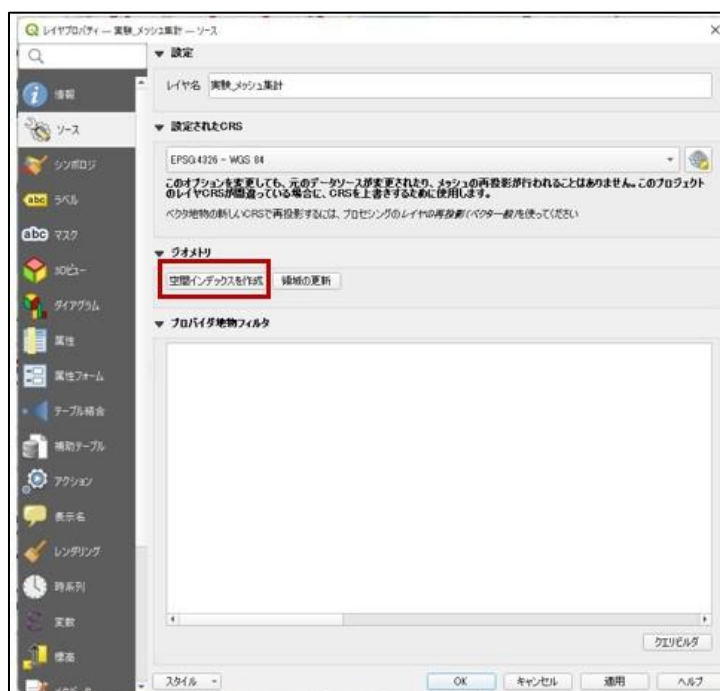 レイヤプロパティ — 実験_メッシュ集計 — ソース
情報
ソース
シンボロジ
abc ラベル
abc マスク
3Dビュー
ダイアグラム
属性
属性フォーム
テーブル結合
補助テーブル
アクション
表示名
レンダリング
時系列
変数
標高
設定
レイヤ名 実験_メッシュ集計
設定されたCRS
EPSG:4326 - WGS 84
このオプションを変更しても、元のデータソースが変更されたり、メッシュの再投影が行われることはありません。このプロジェクト
のレイヤCRSが間違っている場合に、CRSを上書きするために使用します。
ベクタ地物の新しいCRSで再投影するには、プロセシングのレイヤの再投影(ベクター一般)を使ってください
ジオメトリ
空間インデックスを作成 領域の更新
プロバイダ地物フィルタ
クエリビルダ
スタイル OK キャンセル 適用 ヘルプ